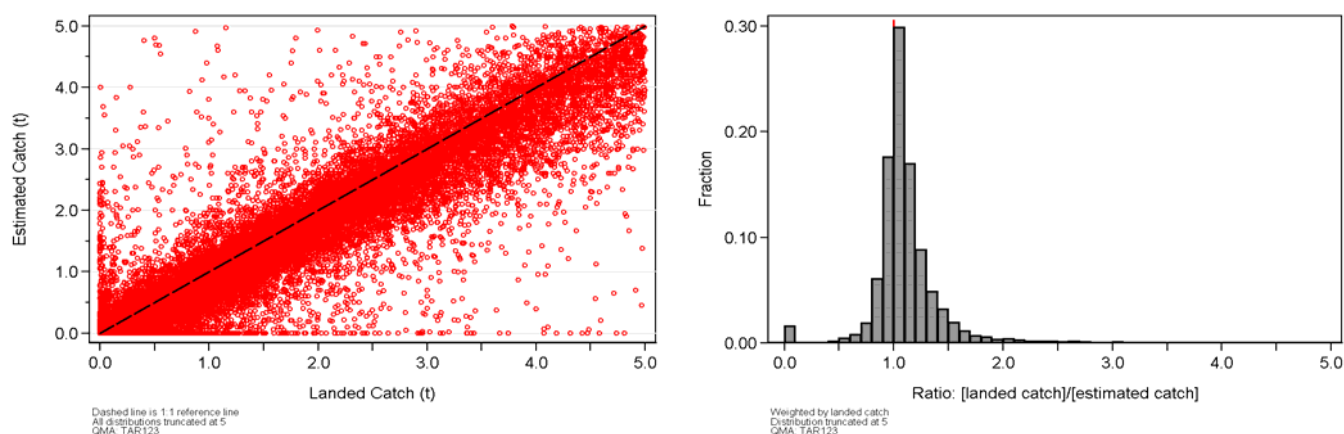 5.0
4.0
3.0
2.0
1.0
0.0
Estimated Catch (t)
0.0 1.0 2.0 3.0 4.0 5.0
Landed Catch (t)
Dashed line is 1:1 reference line
All distributions truncated at 5
QMA: TAR123
0.30
0.20
0.10
0.00
Fraction
0.0 1.0 2.0 3.0 4.0 5.0
Ratio: [landed catch]/[estimated catch]
Weighted by landed catch
Distribution truncated at 5
QMA: TAR123